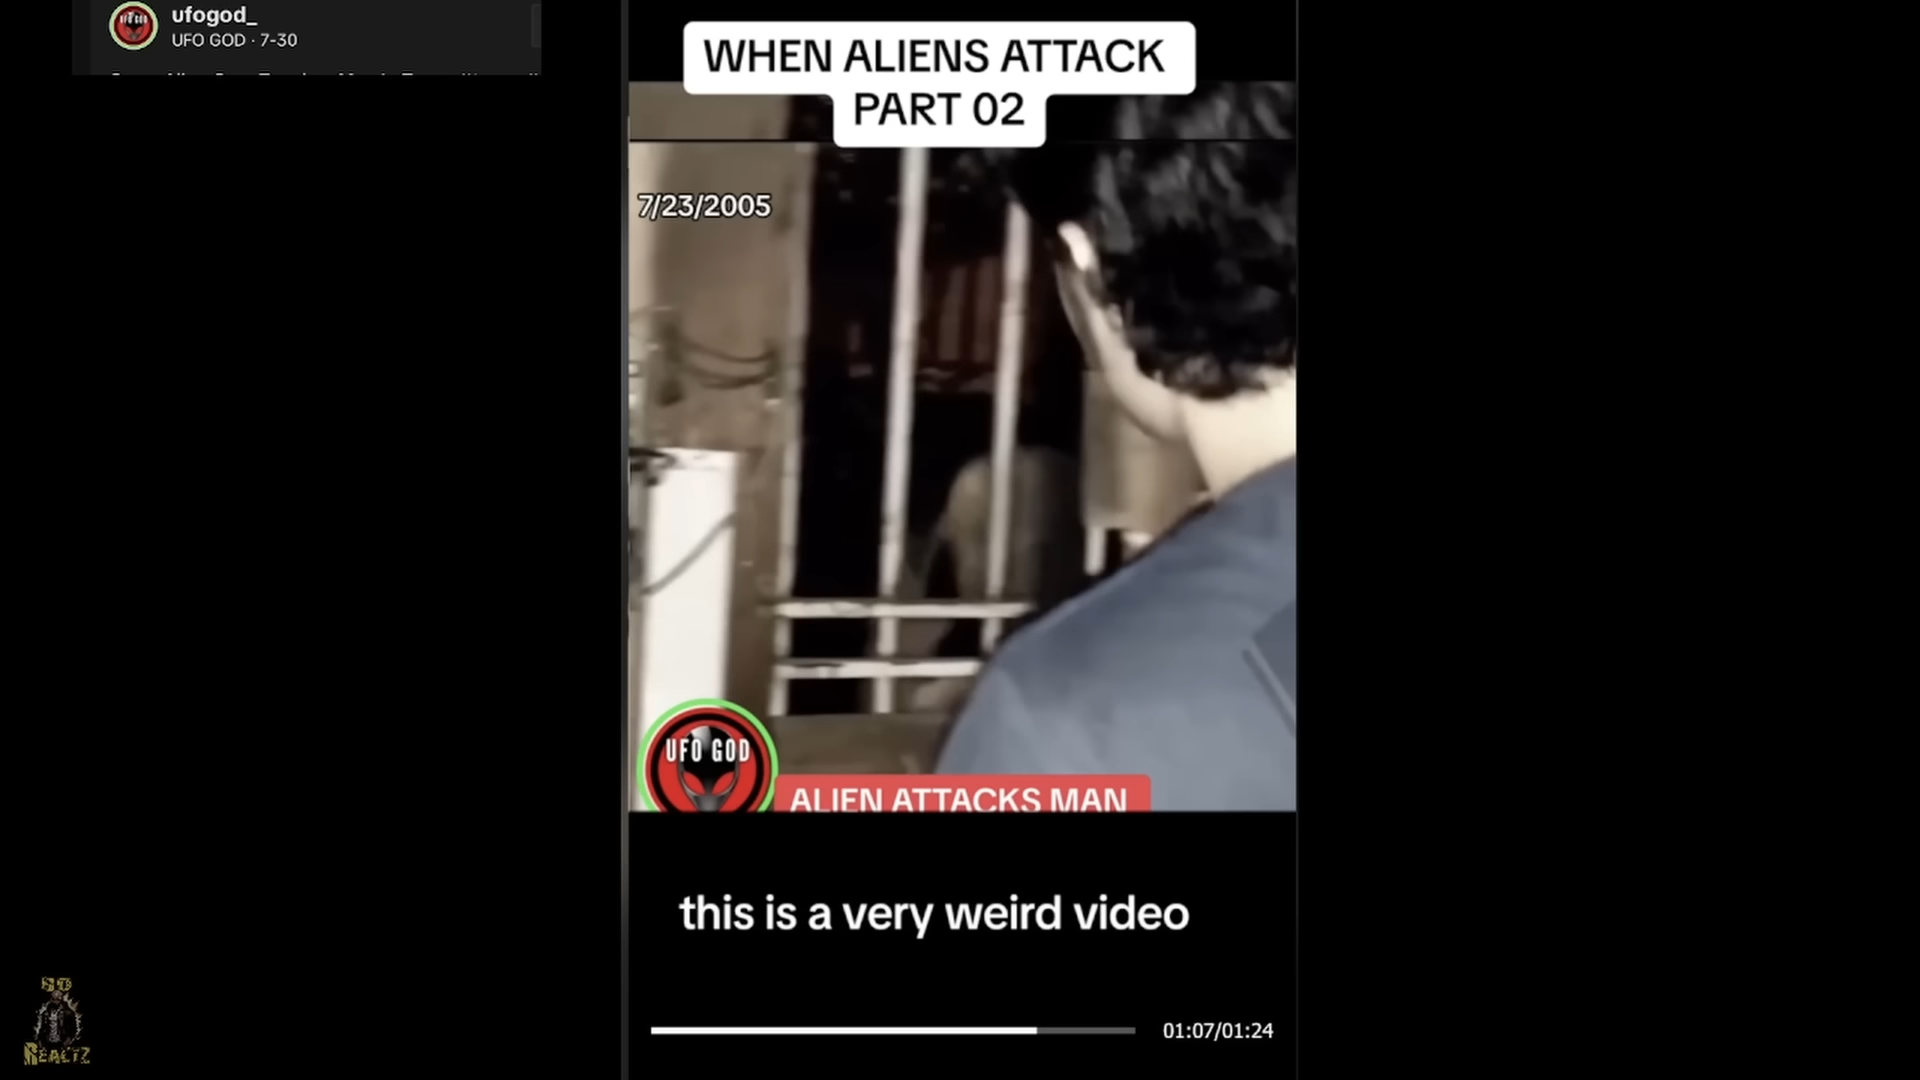 ufogod_
UFO GOD · 7-30
WHEN ALIENS ATTACK
PART 02
7/23/2005
UFO GOD
ALIEN ATTACKS MAN
this is a very weird video
01:07/01:24
REACTZ